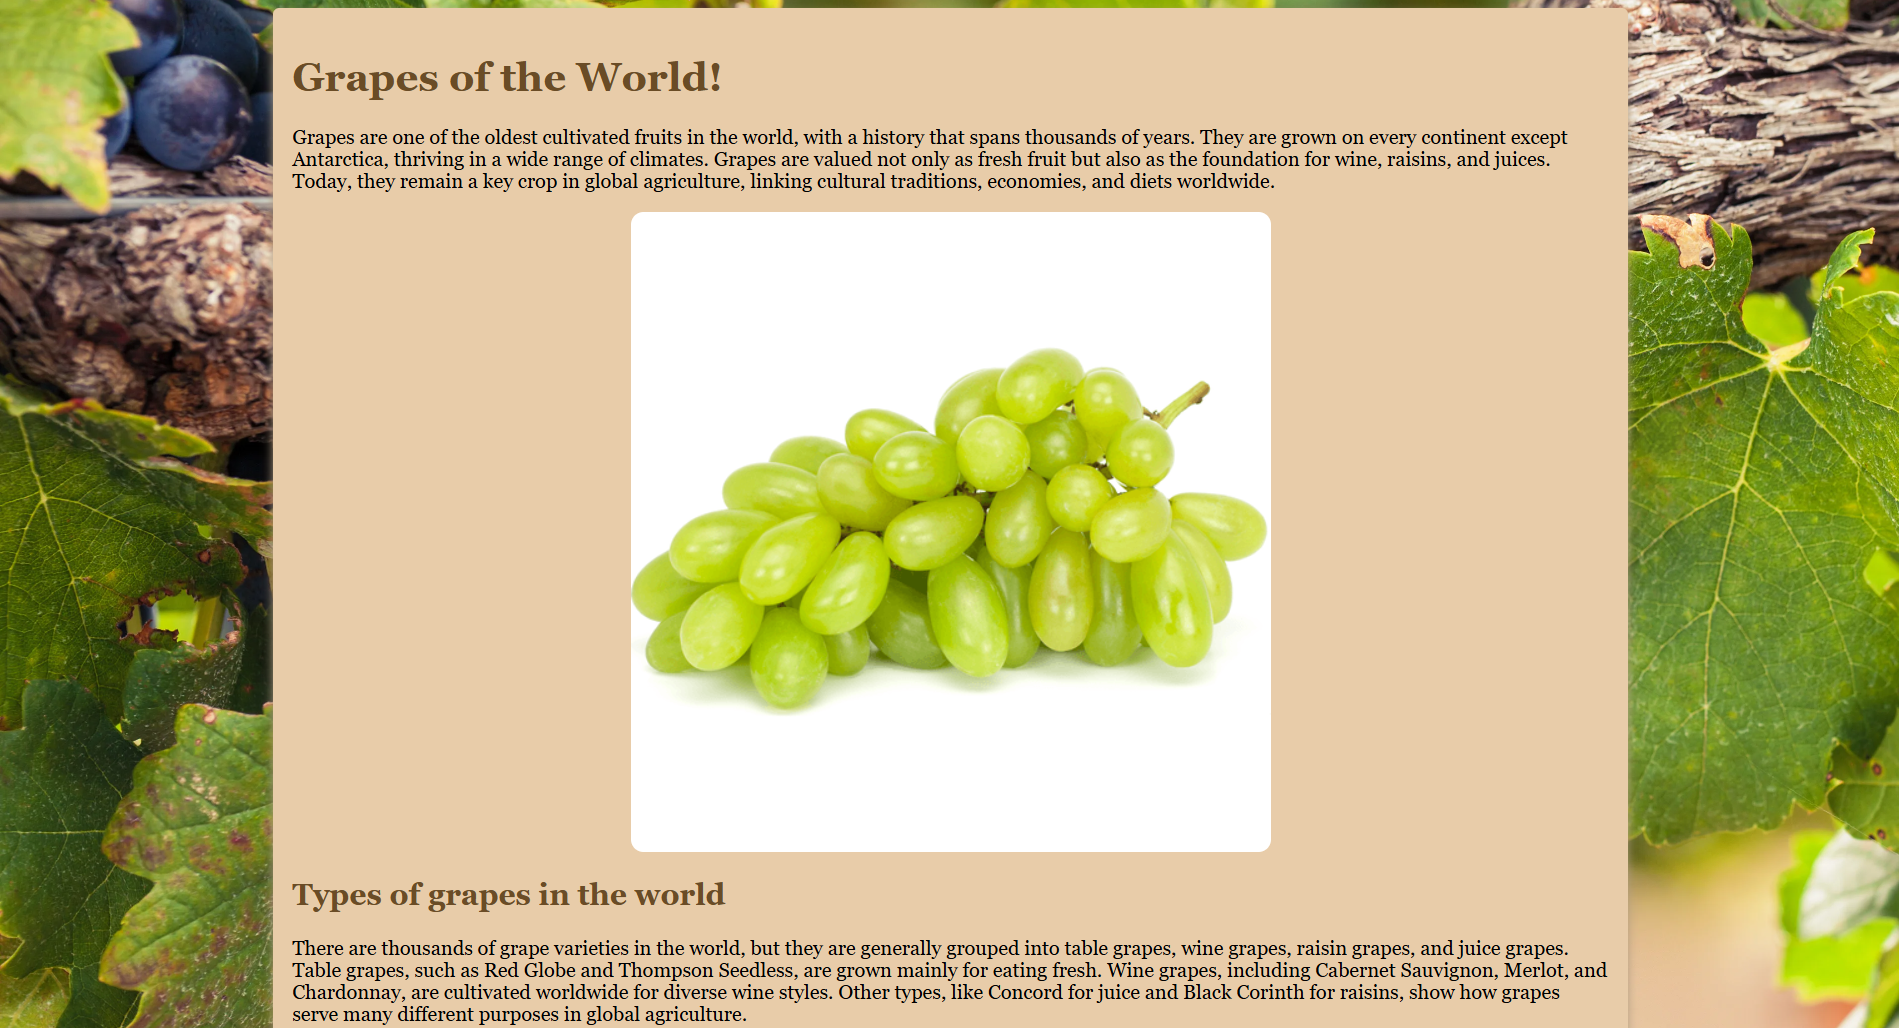 Grapes of the World!
Grapes are one of the oldest cultivated fruits in the world, with a history that spans thousands of years. They are grown on every continent except
Antarctica, thriving in a wide range of climates. Grapes are valued not only as fresh fruit but also as the foundation for wine, raisins, and juices.
Today, they remain a key crop in global agriculture, linking cultural traditions, economies, and diets worldwide.
Types of grapes in the world
There are thousands of grape varieties in the world, but they are generally grouped into table grapes, wine grapes, raisin grapes, and juice grapes.
Table grapes, such as Red Globe and Thompson Seedless, are grown mainly for eating fresh. Wine grapes, including Cabernet Sauvignon, Merlot, and
Chardonnay, are cultivated worldwide for diverse wine styles. Other types, like Concord for juice and Black Corinth for raisins, show how grapes
serve many different purposes in global agriculture.